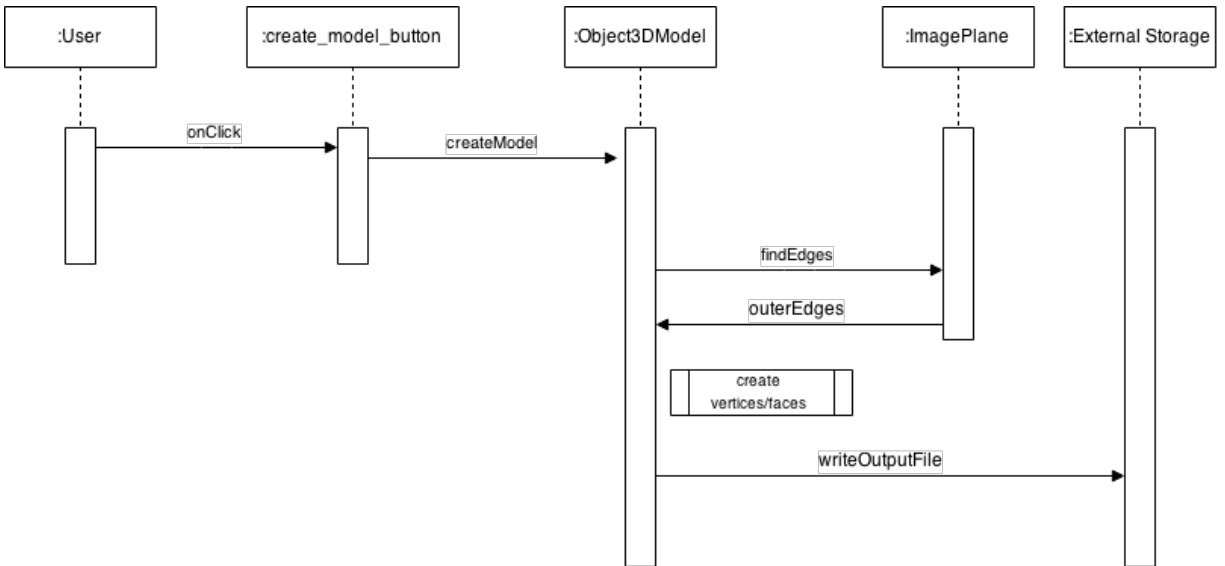 :User
:create_model_button
:Object3DModel
:ImagePlane
:External Storage
onClick
createModel
findEdges
outerEdges
create
vertices/faces
writeOutputFile